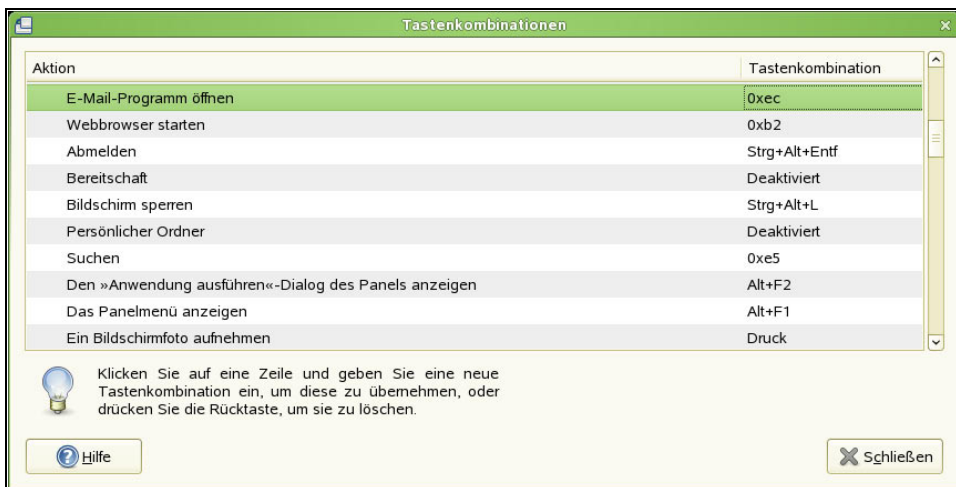 Tastenkombinationen
Aktion Tastenkombination
E-Mail-Programm öffnen 0xec
Webbrowser starten 0xb2
Abmelden Strg+Alt+Entf
Bereitschaft Deaktiviert
Bildschirm sperren Strg+Alt+L
Persönlicher Ordner Deaktiviert
Suchen 0xe5
Den »Anwendung ausführen«-Dialog des Panels anzeigen Alt+F2
Das Panelmenü anzeigen Alt+F1
Ein Bildschirmfoto aufnehmen Druck
Klicken Sie auf eine Zeile und geben Sie eine neue
Tastenkombination ein, um diese zu übernehmen, oder
drücken Sie die Rücktaste, um sie zu löschen.
Hilfe Schließen